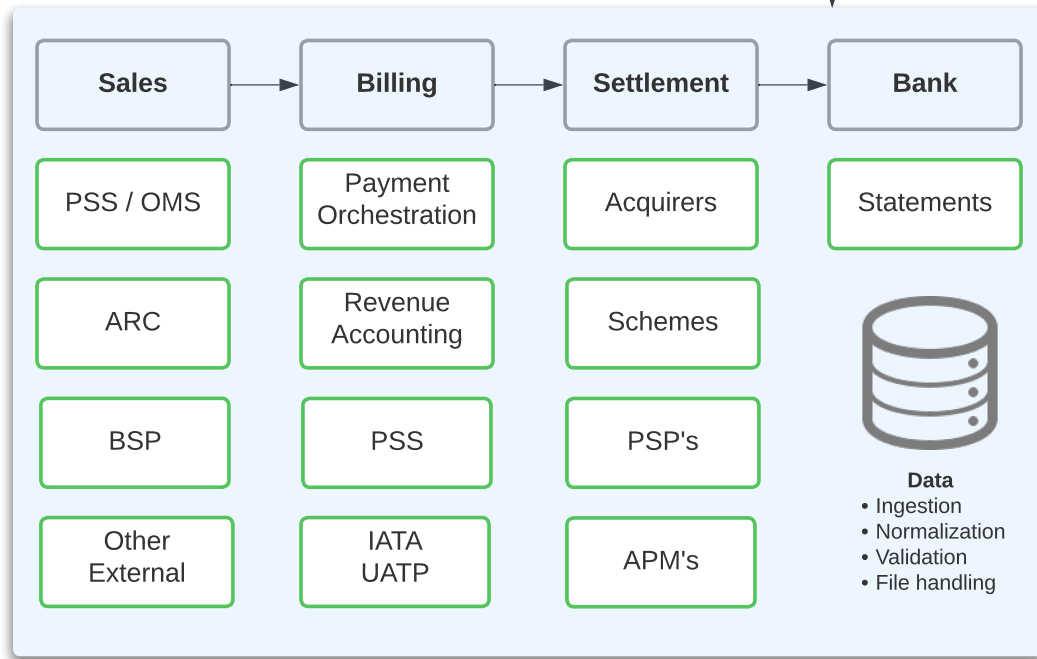 Sales
Billing
Settlement
Bank
PSS / OMS
Payment
Orchestration
Acquirers
Statements
ARC
Revenue
Accounting
Schemes
BSP
PSS
PSP's
Other
External
IATA
UATP
APM's
Data
• Ingestion
• Normalization
• Validation
• File handling